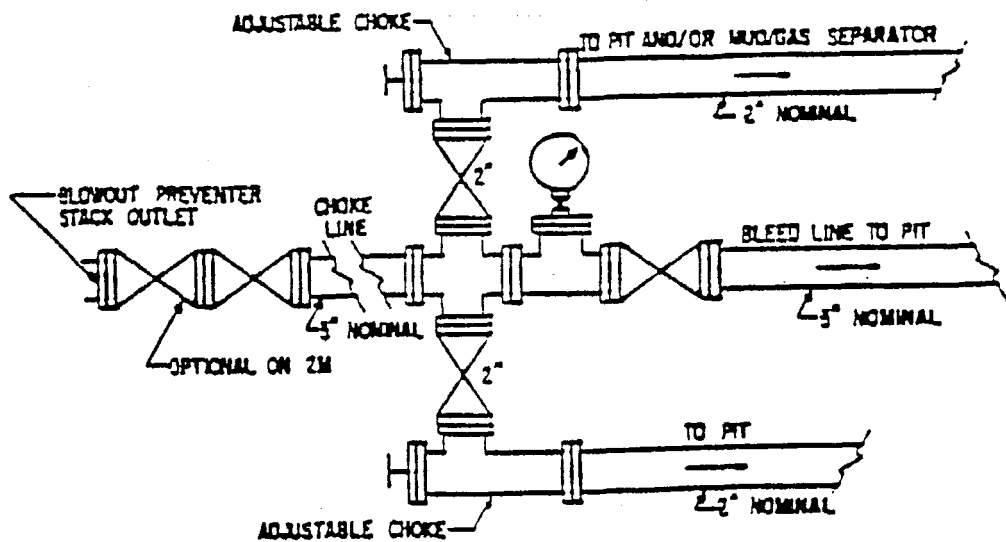 ADJUSTABLE CHOKE
TO PIT AND/OR MUD/GAS SEPARATOR
2" NOMINAL
2"
BLOWOUT PREVENTER
STACK OUTLET
CHOKE
LINE
BLEED LINE TO PIT
3" NOMINAL
3" NOMINAL
OPTIONAL ON 2M
2"
TO PIT
2" NOMINAL
ADJUSTABLE CHOKE